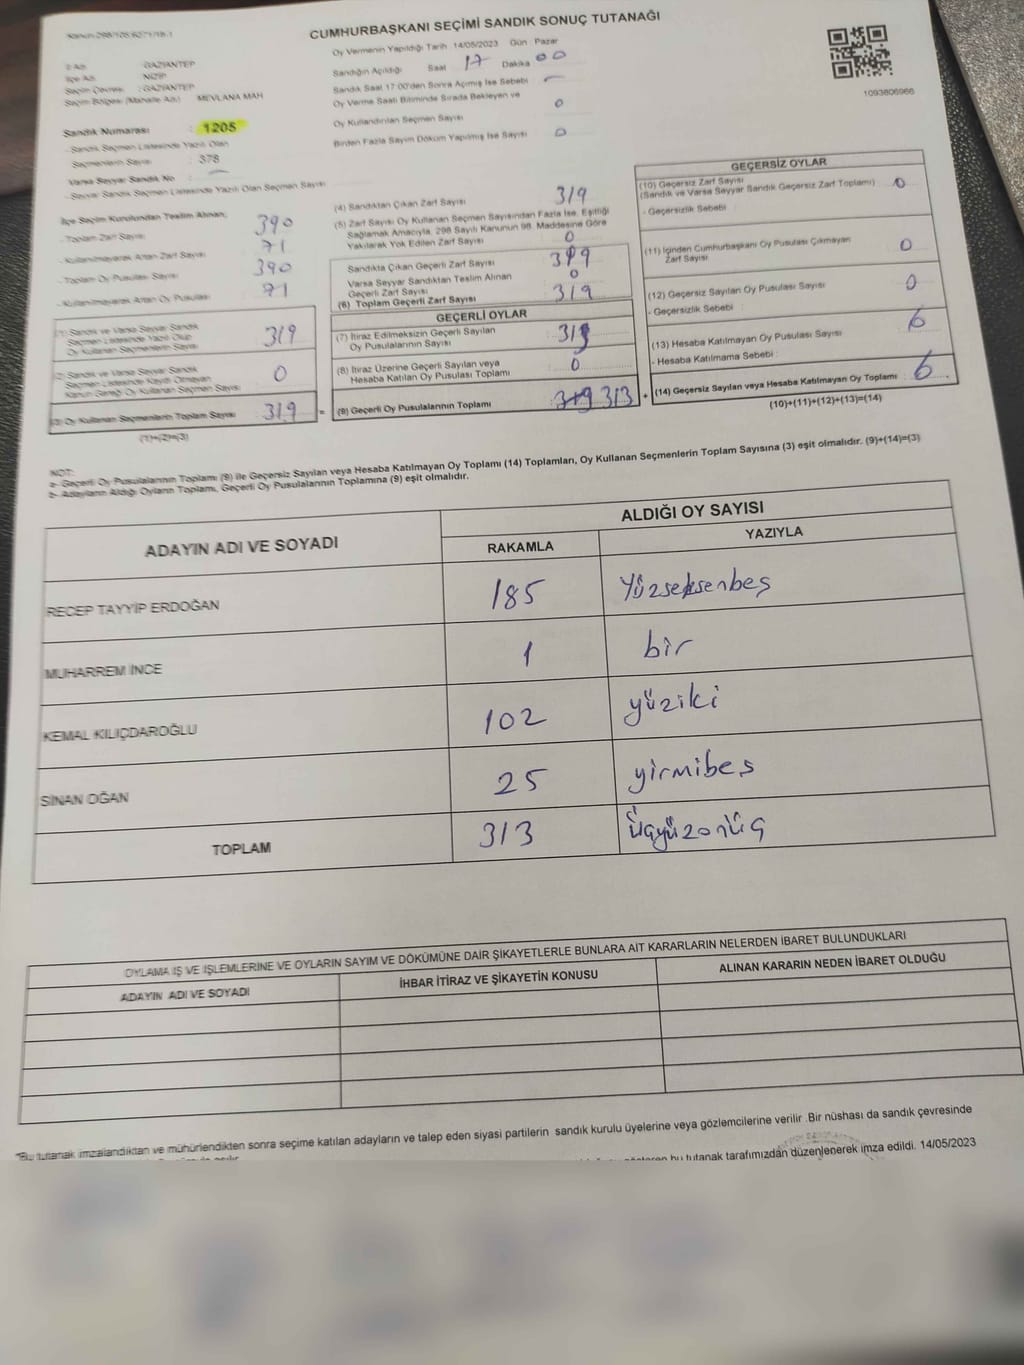 Kanun:298/105;6271/18-1
CUMHURBAŞKANI SEÇİMİ SANDIK SONUÇ TUTANAĞI
İl Adı : GAZİANTEP
İlçe Adı : NİZİP
Seçim Çevresi : GAZİANTEP
Seçim Bölgesi (Mahalle Adı) : MEVLANA MAH
Sandık Numarası : 1205
- Sandık Seçmen Listesinde Yazılı Olan
Seçmenlerin Sayısı : 378
Varsa Seyyar Sandık No : —
- Seyyar Sandık Seçmen Listesinde Yazılı Olan Seçmen Sayısı
Oy Vermenin Yapıldığı Tarih 14/05/2023 Gün Pazar
Sandığın Açıldığı Saat 17 Dakika 00
Sandık Saat 17:00'den Sonra Açımış İse Sebebi —
Oy Verme Saati Bitiminde Sırada Bekleyen ve
Oy Kullandırılan Seçmen Sayısı 0
Birden Fazla Sayım Döküm Yapılmış İse Sayısı 0
1093806966
İlçe Seçim Kurulundan Teslim Alınan;
- Toplam Zarf Sayısı 390
- Kullanılmayarak Artan Zarf Sayısı 71
- Toplam Oy Pusulası Sayısı 390
- Kullanılmayarak Artan Oy Pusulası 71
(1) Sandık ve Varsa Seyyar Sandık
Seçmen Listesinde Yazılı Olup
Oy Kullanan Seçmenlerin Sayısı 319
(2) Sandık ve Varsa Seyyar Sandık
Seçmen Listesinde Kayıtlı Olmayan
Kanun Gereği Oy Kullanan Seçmen Sayısı 0
(3) Oy Kullanan Seçmenlerin Toplam Sayısı 319 =
(1)+(2)=(3)
(4) Sandıktan Çıkan Zarf Sayısı 319
(5) Zarf Sayısı Oy Kullanan Seçmen Sayısından Fazla İse, Eşitliği
Sağlamak Amacıyla, 298 Sayılı Kanunun 98. Maddesine Göre
Yakılarak Yok Edilen Zarf Sayısı 0
Sandıkta Çıkan Geçerli Zarf Sayısı 319
Varsa Seyyar Sandıktan Teslim Alınan
Geçerli Zarf Sayısı 0
(6) Toplam Geçerli Zarf Sayısı 319
GEÇERLİ OYLAR
(7) İtiraz Edilmeksizin Geçerli Sayılan
Oy Pusulalarının Sayısı 313
(8) İtiraz Üzerine Geçerli Sayılan veya
Hesaba Katılan Oy Pusulası Toplamı 0
(9) Geçerli Oy Pusulalarının Toplamı 319 313 +
GEÇERSİZ OYLAR
(10) Geçersiz Zarf Sayısı
(Sandık ve Varsa Seyyar Sandık Geçersiz Zarf Toplamı) 0
- Geçersizlik Sebebi :
(11) İçinden Cumhurbaşkanı Oy Pusulası Çıkmayan
Zarf Sayısı 0
(12) Geçersiz Sayılan Oy Pusulası Sayısı 0
- Geçersizlik Sebebi :
(13) Hesaba Katılmayan Oy Pusulası Sayısı 6
- Hesaba Katılmama Sebebi :
(14) Geçersiz Sayılan veya Hesaba Katılmayan Oy Toplamı 6
(10)+(11)+(12)+(13)=(14)
NOT:
a- Geçerli Oy Pusulalarının Toplamı (9) ile Geçersiz Sayılan veya Hesaba Katılmayan Oy Toplamı (14) Toplamları, Oy Kullanan Seçmenlerin Toplam Sayısına (3) eşit olmalıdır. (9)+(14)=(3)
b- Adayların Aldığı Oyların Toplamı, Geçerli Oy Pusulalarının Toplamına (9) eşit olmalıdır.
ADAYIN ADI VE SOYADI
ALDIĞI OY SAYISI
RAKAMLA YAZIYLA
RECEP TAYYİP ERDOĞAN 185 Yüzseksenbeş
MUHARREM İNCE 1 bir
KEMAL KILIÇDAROĞLU 102 yüziki
SİNAN OĞAN 25 yirmibeş
TOPLAM 313 Üçyüzonüç
OYLAMA İŞ VE İŞLEMLERİNE VE OYLARIN SAYIM VE DÖKÜMÜNE DAİR ŞİKAYETLERLE BUNLARA AİT KARARLARIN NELERDEN İBARET BULUNDUKLARI
ADAYIN ADI VE SOYADI İHBAR İTİRAZ VE ŞİKAYETİN KONUSU ALINAN KARARIN NEDEN İBARET OLDUĞU
*Bu tutanak imzalandıktan ve mühürlendikten sonra seçime katılan adayların ve talep eden siyasi partilerin sandık kurulu üyelerine veya gözlemcilerine verilir .Bir nüshası da sandık çevresinde
bu tutanak tarafımızdan düzenlenerek imza edildi. 14/05/2023